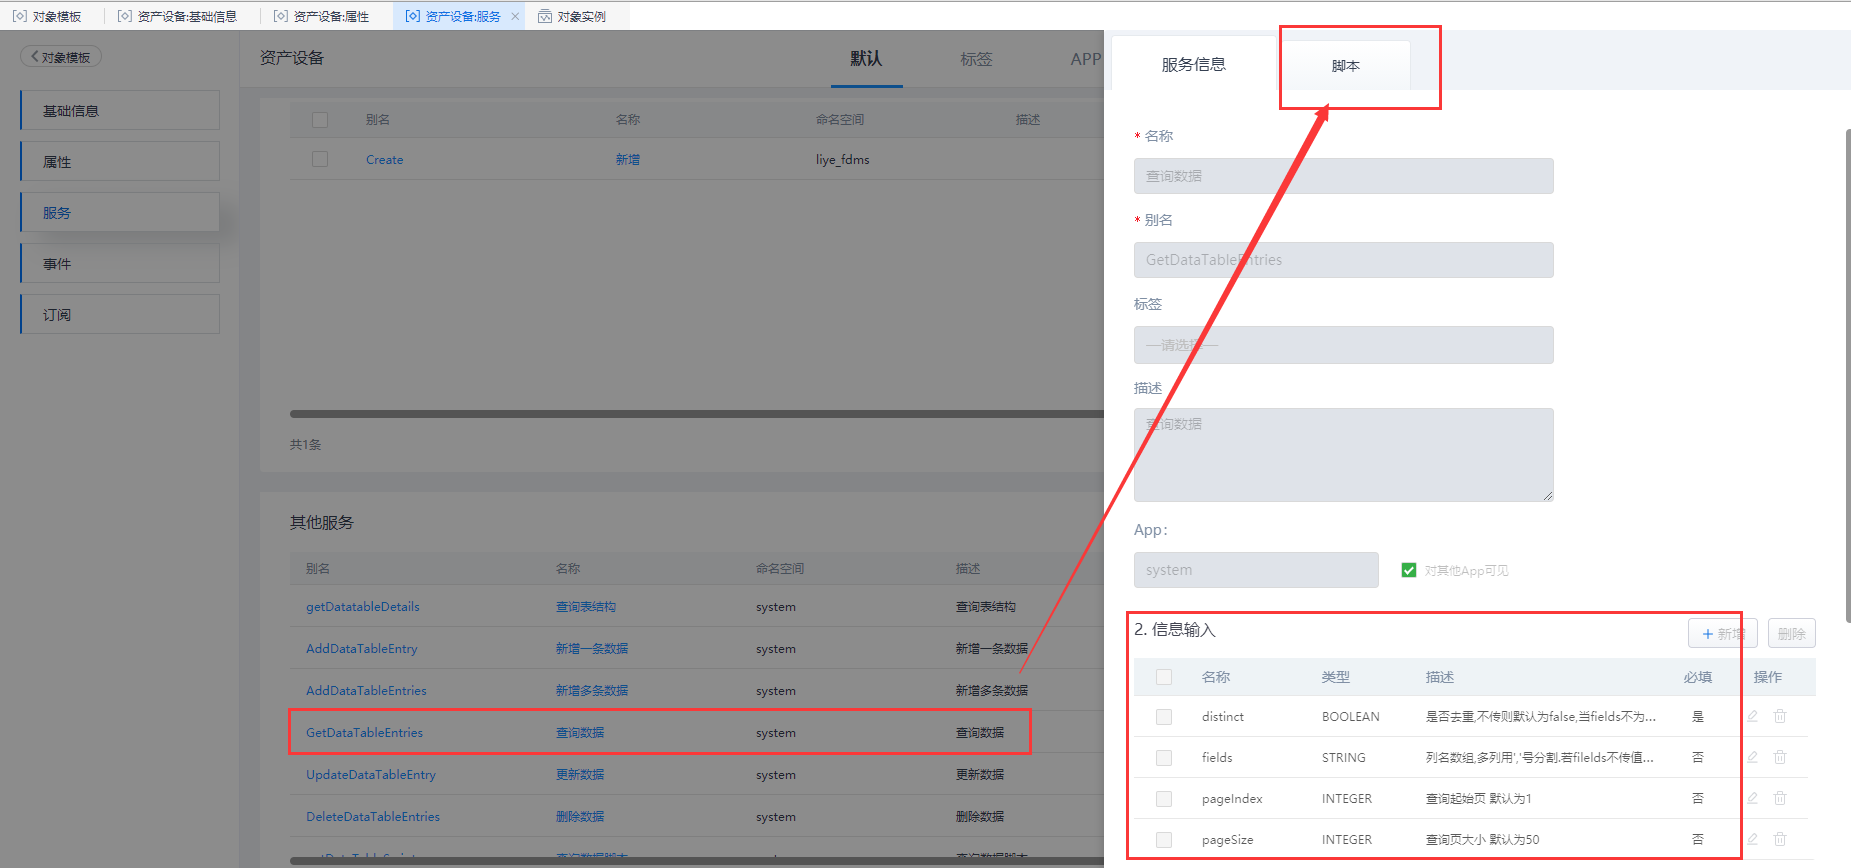 对象模板
资产设备:基础信息
资产设备:属性
资产设备:服务
对象实例
对象模板
基础信息
属性
服务
事件
订阅
资产设备
默认
标签
APP
别名 名称 命名空间 描述
Create 新增 liye_fdms
共1条
其他服务
别名 名称 命名空间 描述
getDatatableDetails 查询表结构 system 查询表结构
AddDataTableEntry 新增一条数据 system 新增一条数据
AddDataTableEntries 新增多条数据 system 新增多条数据
GetDataTableEntries 查询数据 system 查询数据
UpdateDataTableEntry 更新数据 system 更新数据
DeleteDataTableEntries 删除数据 system 删除数据
服务信息
脚本
* 名称
查询数据
* 别名
GetDataTableEntries
标签
—请选择—
描述
查询数据
App:
system
对其他App可见
2. 信息输入
+ 新增
删除
名称 类型 描述 必填 操作
distinct BOOLEAN 是否去重,不传则默认为false,当fields不为... 是
fields STRING 列名数组,多列用','号分割.若filelds不传值... 否
pageIndex INTEGER 查询起始页 默认为1 否
pageSize INTEGER 查询页大小 默认为50 否